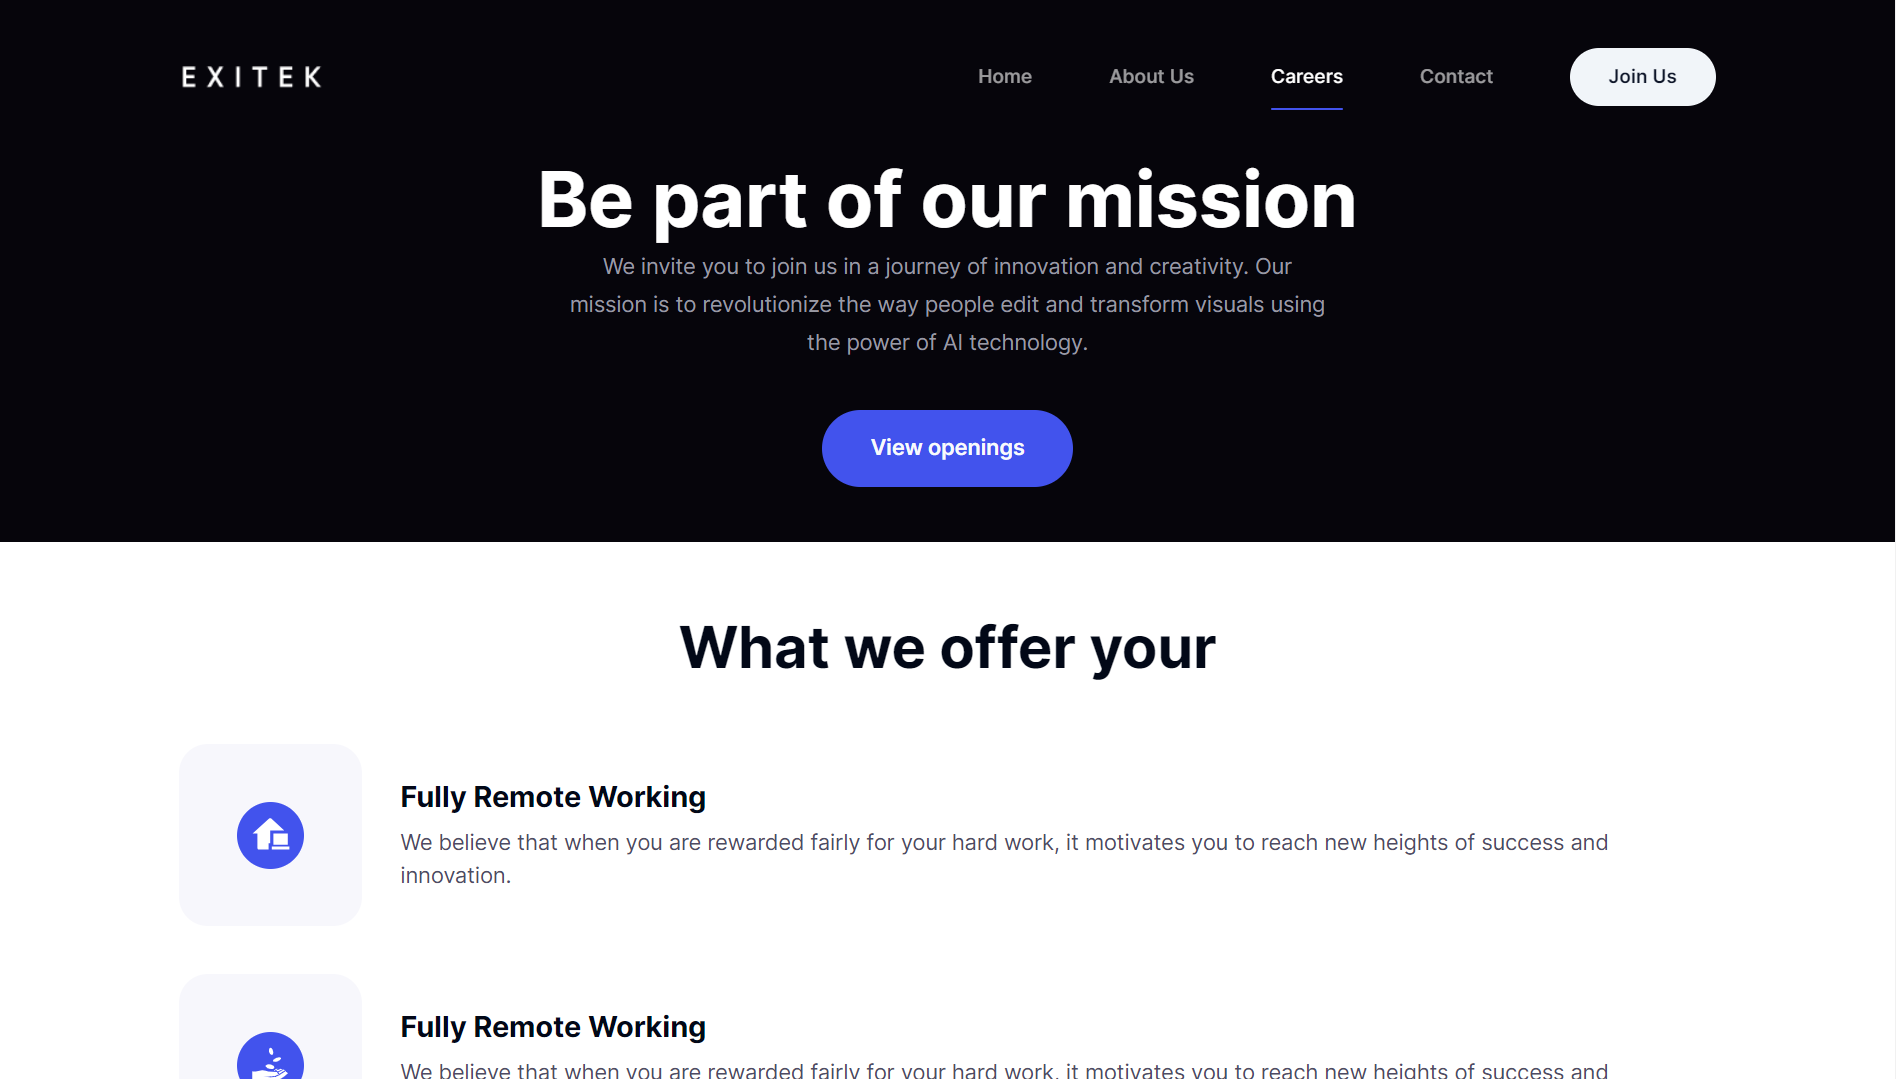 EXITEK
Home
About Us
Careers
Contact
Join Us
Be part of our mission
We invite you to join us in a journey of innovation and creativity. Our
mission is to revolutionize the way people edit and transform visuals using
the power of AI technology.
View openings
What we offer your
Fully Remote Working
We believe that when you are rewarded fairly for your hard work, it motivates you to reach new heights of success and
innovation.
Fully Remote Working
We believe that when you are rewarded fairly for your hard work, it motivates you to reach new heights of success and